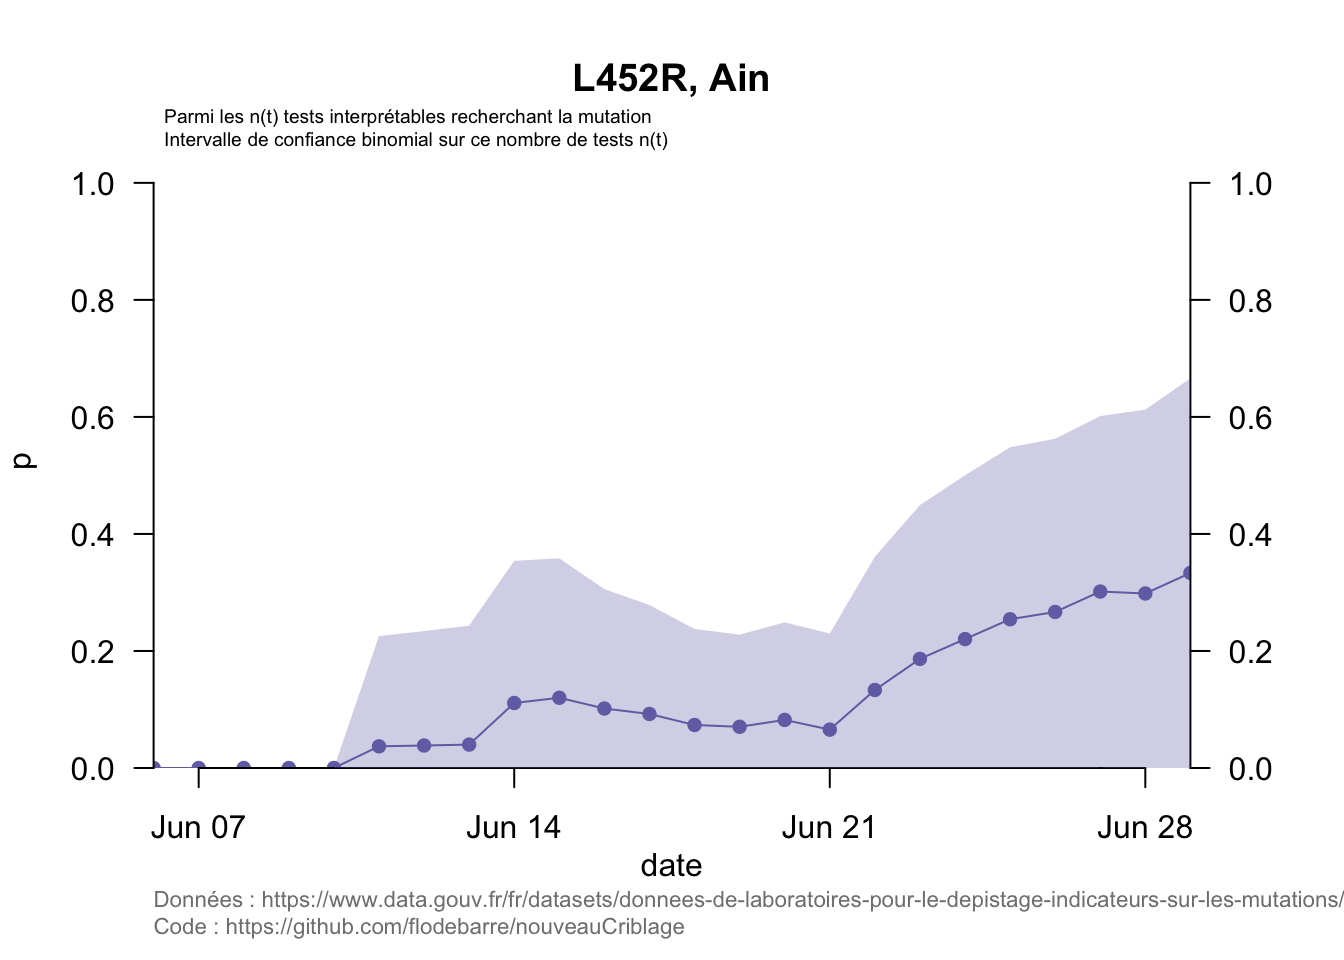 L452R, Ain
Parmi les n(t) tests interprétables recherchant la mutation
Intervalle de confiance binomial sur ce nombre de tests n(t)
1.0
0.8
0.6
0.4
0.2
0.0
p
1.0
0.8
0.6
0.4
0.2
0.0
Jun 07 Jun 14 Jun 21 Jun 28
date
Données : https://www.data.gouv.fr/fr/datasets/donnees-de-laboratoires-pour-le-depistage-indicateurs-sur-les-mutations/
Code : https://github.com/flodebarre/nouveauCriblage